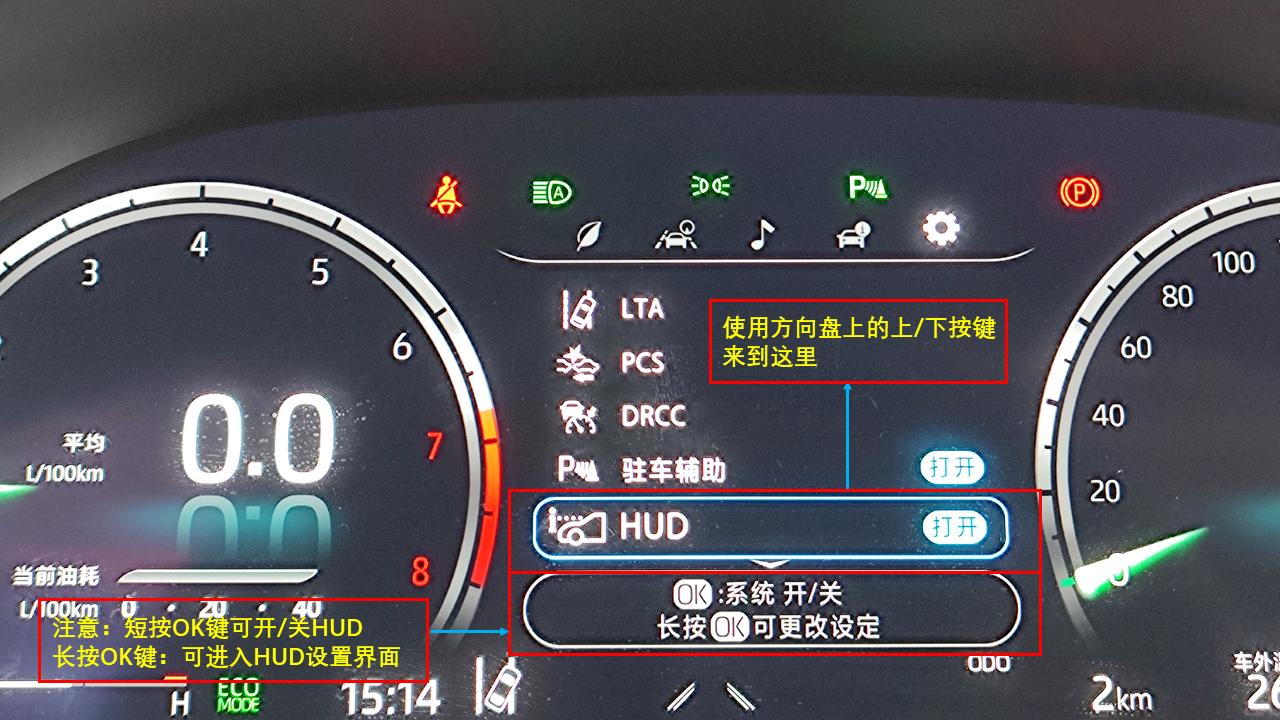 A
P
P
4
3
5
6
7
8
100
80
60
40
20
0
LTA
PCS
DRCC
P
驻车辅助
打开
HUD
打开
OK:系统 开/关
长按OK可更改设定
使用方向盘上的上/下按键
来到这里
平均
L/100km
0.0
当前油耗
L/100km
0 · 20 · 40
注意：短按OK键可开/关HUD
长按OK键：可进入HUD设置界面
H
ECO
MODE
15:14
ODO
2km
车外